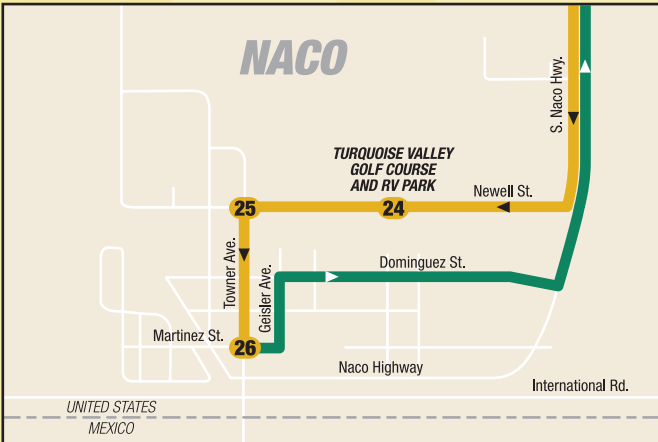 NACO
S. Naco Hwy.
TURQUOISE VALLEY
GOLF COURSE
AND RV PARK
Newell St.
25
24
Towner Ave.
Geisler Ave.
Dominguez St.
Martinez St.
26
Naco Highway
International Rd.
UNITED STATES
MEXICO